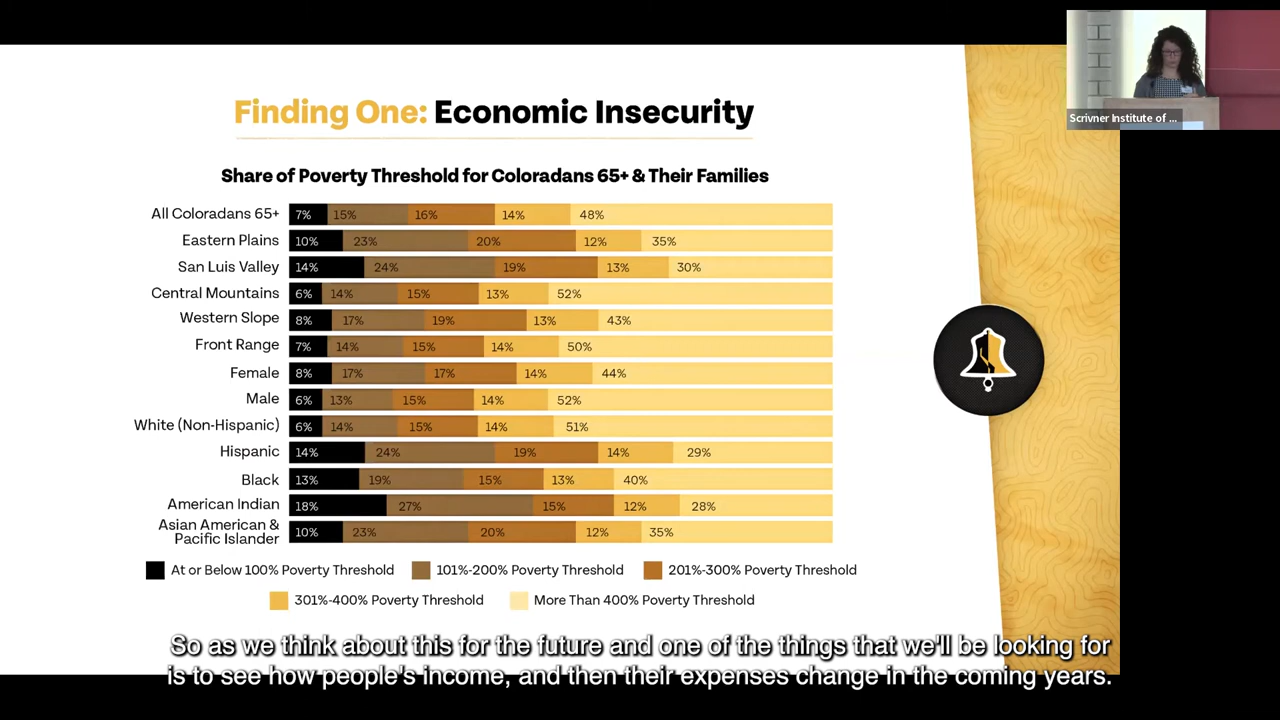 Scrivner Institute of ...
Finding One: Economic Insecurity
Share of Poverty Threshold for Coloradans 65+ & Their Families
All Coloradans 65+ 7% 15% 16% 14% 48%
Eastern Plains 10% 23% 20% 12% 35%
San Luis Valley 14% 24% 19% 13% 30%
Central Mountains 6% 14% 15% 13% 52%
Western Slope 8% 17% 19% 13% 43%
Front Range 7% 14% 15% 14% 50%
Female 8% 17% 17% 14% 44%
Male 6% 13% 15% 14% 52%
White (Non-Hispanic) 6% 14% 15% 14% 51%
Hispanic 14% 24% 19% 14% 29%
Black 13% 19% 15% 13% 40%
American Indian 18% 27% 15% 12% 28%
Asian American &
Pacific Islander 10% 23% 20% 12% 35%
At or Below 100% Poverty Threshold 101%-200% Poverty Threshold 201%-300% Poverty Threshold
301%-400% Poverty Threshold More Than 400% Poverty Threshold
So as we think about this for the future and one of the things that we'll be looking for
is to see how people's income, and then their expenses change in the coming years.